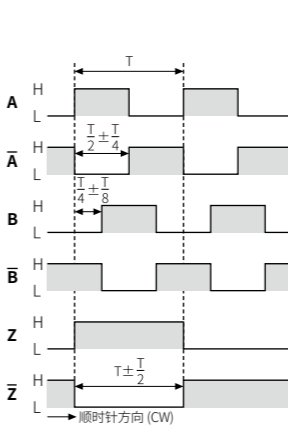 T
A H
L
T/2 ± T/4
A̅ H
L
T/4 ± T/8
B H
L
B̅ H
L
Z H
L
T ± T/2
Z̅ H
L
顺时针方向 (CW)